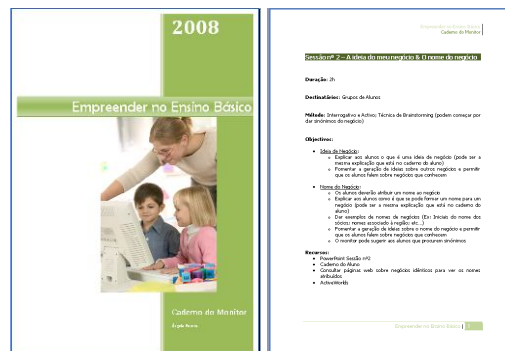 2008
Empreender no Ensino Básico
Caderno do Monitor
Empreender no Ensino Básico
Caderno do Monitor
Sessão nº 2 – A ideia do meu negócio & O nome do negócio
Duração: 2h
Destinatários: Grupos de Alunos
Método: Interrogativo e Activo; Técnica de Brainstorming (podem começar por
dar sinónimos do negócio)
Objectivos:
Ideia de Negócio:
Explicar aos alunos o que é uma ideia de negócio (pode ser a
mesma explicação que está no caderno do aluno)
Fomentar a geração de ideias sobre outros negócios e permitir
que os alunos falem sobre negócios que conhecem
Nome do Negócio:
Os alunos deverão atribuir um nome ao negócio
Explicar aos alunos como é que se pode formar um nome para um
negócio (pode ser a mesma explicação que está no caderno do
aluno)
Dar exemplos de nomes de negócios (Ex: Iniciais do nome dos
sócios; nomes associado à região; etc...)
Fomentar a geração de ideias sobre o nome do negócio e permitir
que os alunos falem sobre negócios que conhecem
O monitor pode sugerir aos alunos que procurem sinónimos
Recursos:
PowerPoint Sessão nº2
Caderno do Aluno
Consultar páginas web sobre negócios idênticos para ver os nomes
atribuídos
ActiveWorlds
Empreender no Ensino Básico